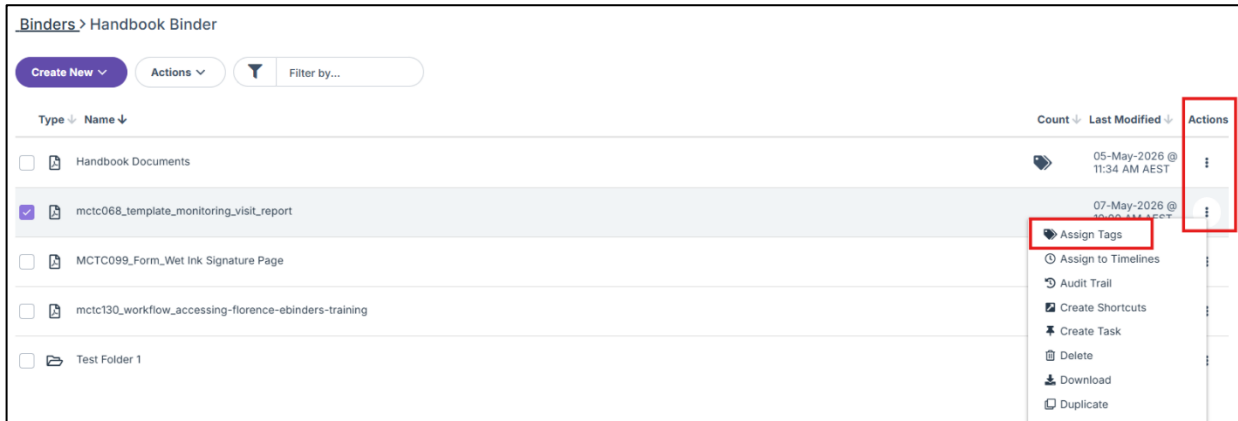 Binders > Handbook Binder
Create New Actions Filter by...
Type Name Count Last Modified Actions
Handbook Documents 05-May-2026 @
11:34 AM AEST
mctc068_template_monitoring_visit_report 07-May-2026 @
Assign Tags
MCTC099_Form_Wet Ink Signature Page Assign to Timelines
Audit Trail
mctc130_workflow_accessing-florence-ebinders-training Create Shortcuts
Create Task
Test Folder 1 Delete
Download
Duplicate